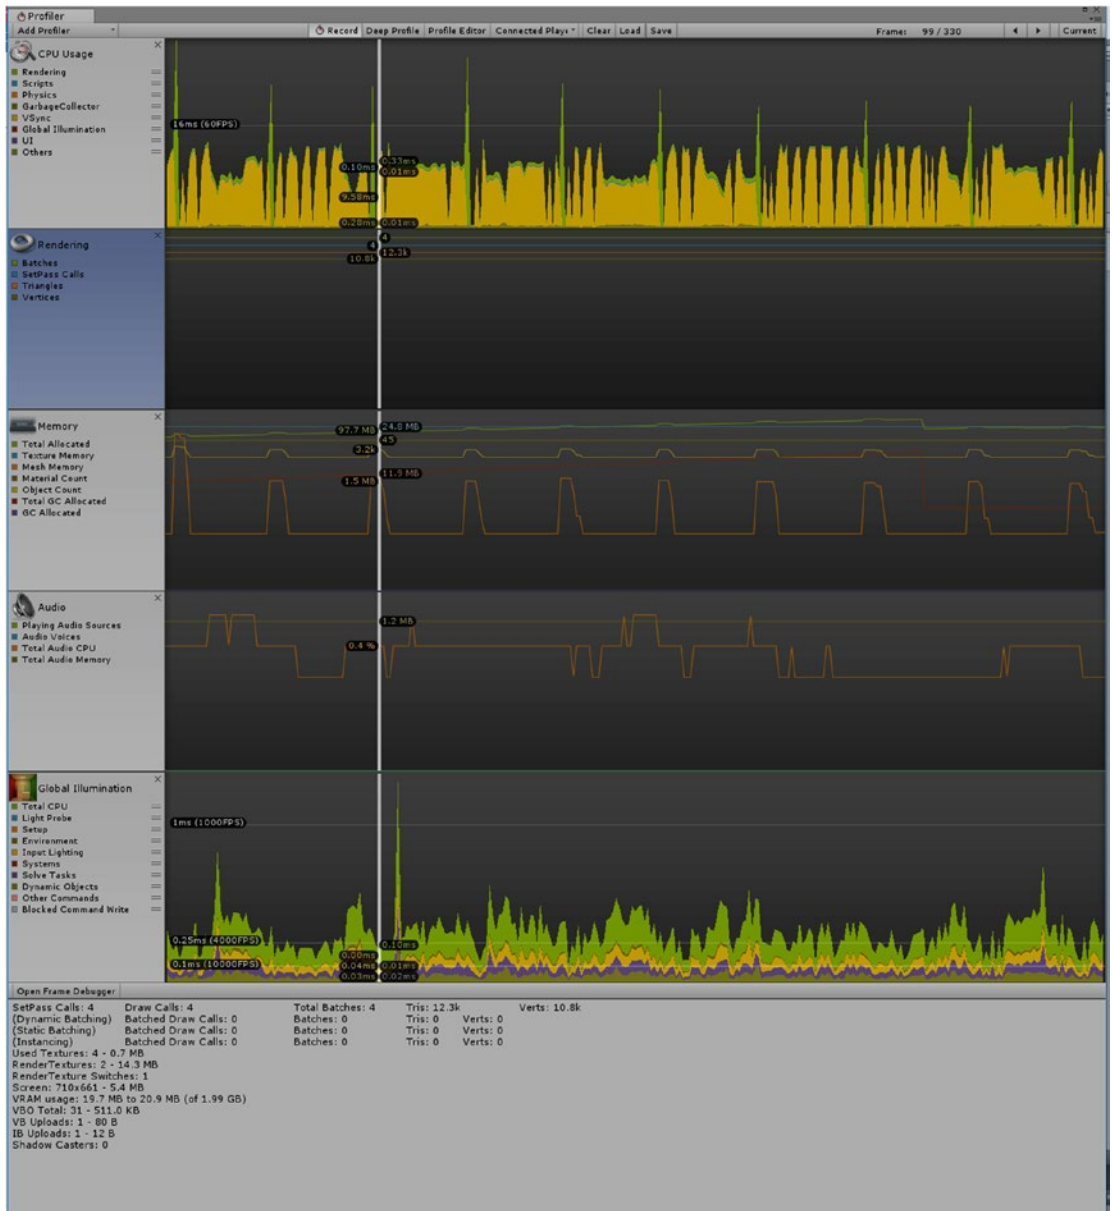 Profiler
Add Profiler
Record Deep Profile Profile Editor Connected Playe Clear Load Save Frame: 99 / 330 Current
CPU Usage
Rendering
Scripts
Physics
GarbageCollector
VSync
Global Illumination
UI
Others
16ms (60FPS)
0.10ms
0.33ms
0.01ms
9.58ms
0.28ms
0.01ms
Rendering
Batches
SetPass Calls
Triangles
Vertices
4
4
12.3k
10.8k
Memory
Total Allocated
Texture Memory
Mesh Memory
Material Count
Object Count
Total GC Allocated
GC Allocated
97.7 MB
24.8 MB
45
3.2k
11.9 MB
1.5 MB
Audio
Playing Audio Sources
Audio Voices
Total Audio CPU
Total Audio Memory
1.2 MB
0.4 %
Global Illumination
Total CPU
Light Probe
Setup
Environment
Input Lighting
Systems
Solve Tasks
Dynamic Objects
Other Commands
Blocked Command Write
1ms (1000FPS)
0.25ms (4000FPS)
0.1ms (10000FPS)
0.10ms
0.00ms
0.04ms
0.01ms
0.03ms
0.02ms
Open Frame Debugger
SetPass Calls: 4 Draw Calls: 4 Total Batches: 4 Tris: 12.3k Verts: 10.8k
(Dynamic Batching) Batched Draw Calls: 0 Batches: 0 Tris: 0 Verts: 0
(Static Batching) Batched Draw Calls: 0 Batches: 0 Tris: 0 Verts: 0
(Instancing) Batched Draw Calls: 0 Batches: 0 Tris: 0 Verts: 0
Used Textures: 4 - 0.7 MB
RenderTextures: 2 - 14.3 MB
RenderTexture Switches: 1
Screen: 710x661 - 5.4 MB
VRAM usage: 19.7 MB to 20.9 MB (of 1.99 GB)
VBO Total: 31 - 511.0 KB
VB Uploads: 1 - 80 B
IB Uploads: 1 - 12 B
Shadow Casters: 0